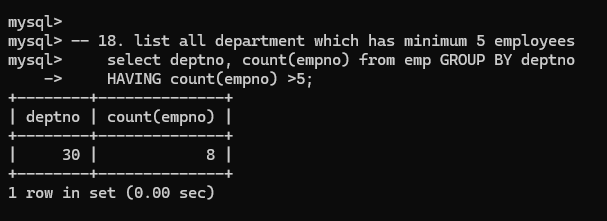 mysql>
mysql> -- 18. list all department which has minimum 5 employees
mysql>     select deptno, count(empno) from emp GROUP BY deptno
    ->     HAVING count(empno) >5;
+--------+--------------+
| deptno | count(empno) |
+--------+--------------+
|     30 |            8 |
+--------+--------------+
1 row in set (0.00 sec)